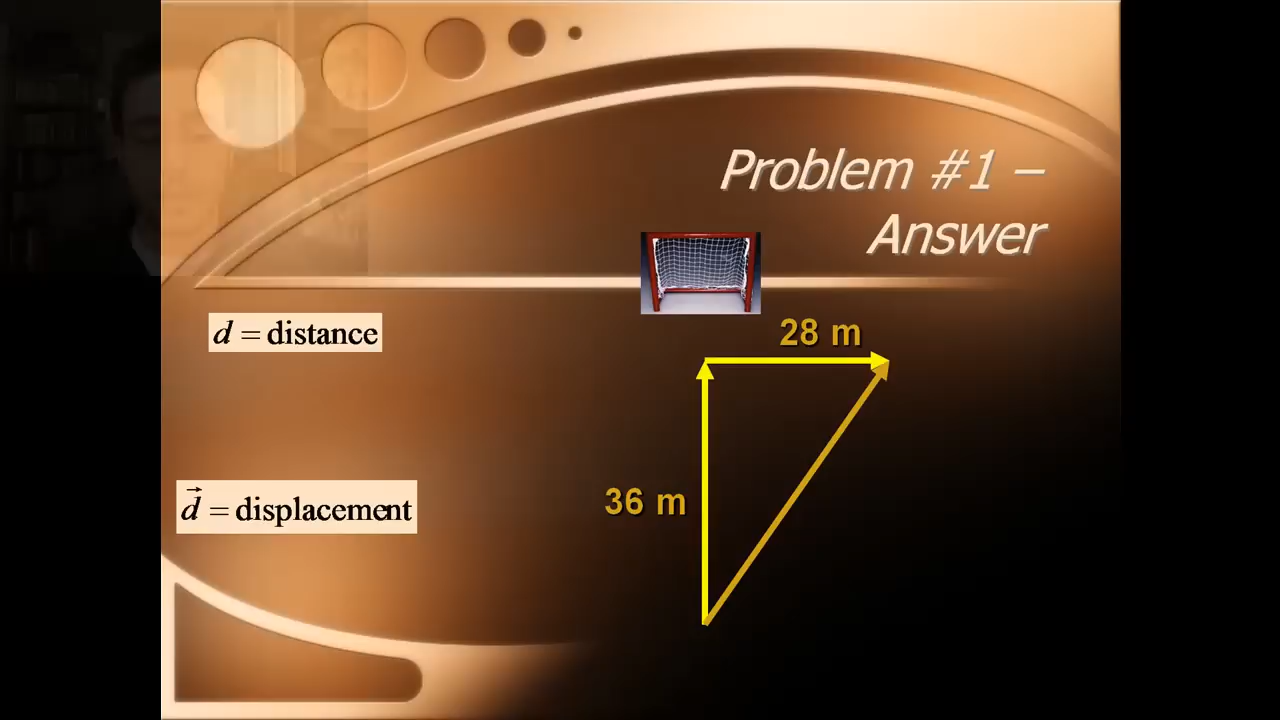 Problem #1 –
Answer
d = distance
28 m
36 m
d⃗ = displacement